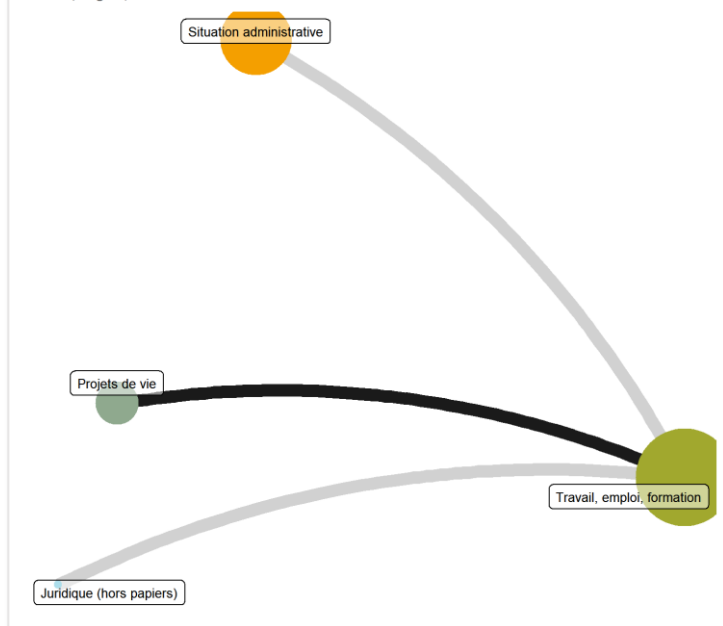 Situation administrative
Projets de vie
Travail, emploi, formation
Juridique (hors papiers)